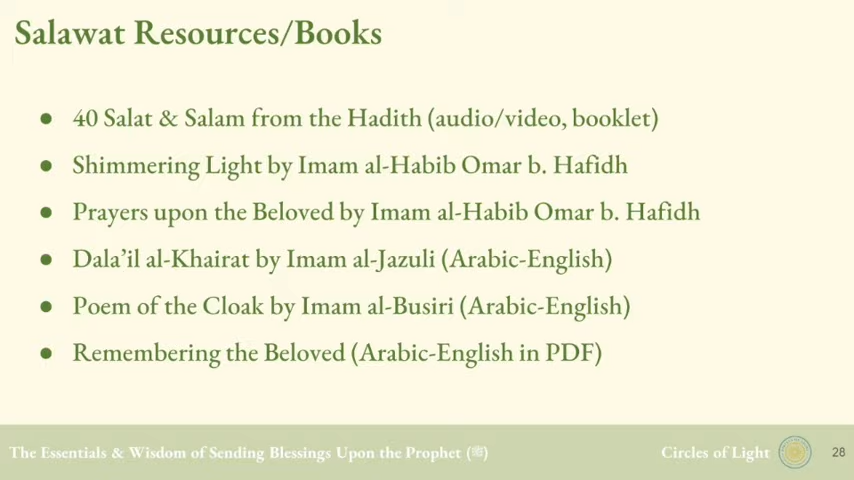 Salawat Resources/Books
● 40 Salat & Salam from the Hadith (audio/video, booklet)
● Shimmering Light by Imam al-Habib Omar b. Hafidh
● Prayers upon the Beloved by Imam al-Habib Omar b. Hafidh
● Dala’il al-Khairat by Imam al-Jazuli (Arabic-English)
● Poem of the Cloak by Imam al-Busiri (Arabic-English)
● Remembering the Beloved (Arabic-English in PDF)
The Essentials & Wisdom of Sending Blessings Upon the Prophet (ﷺ)
Circles of Light
28